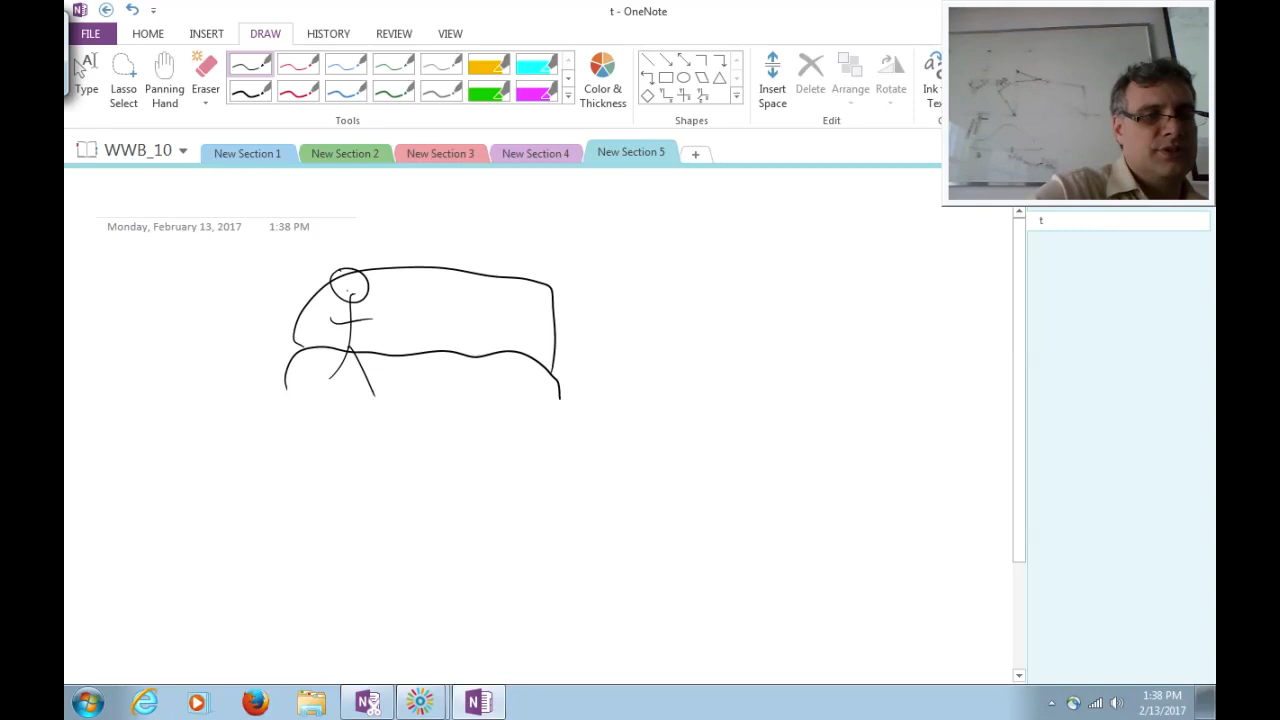 t - OneNote
FILE HOME INSERT DRAW HISTORY REVIEW VIEW
Type
Lasso Select
Panning Hand
Eraser
Color & Thickness
Insert Space
Delete
Arrange
Rotate
Ink to
Tools
Shapes
Edit
WWB_10
New Section 1
New Section 2
New Section 3
New Section 4
New Section 5
t
Monday, February 13, 2017 1:38 PM
1:38 PM
2/13/2017